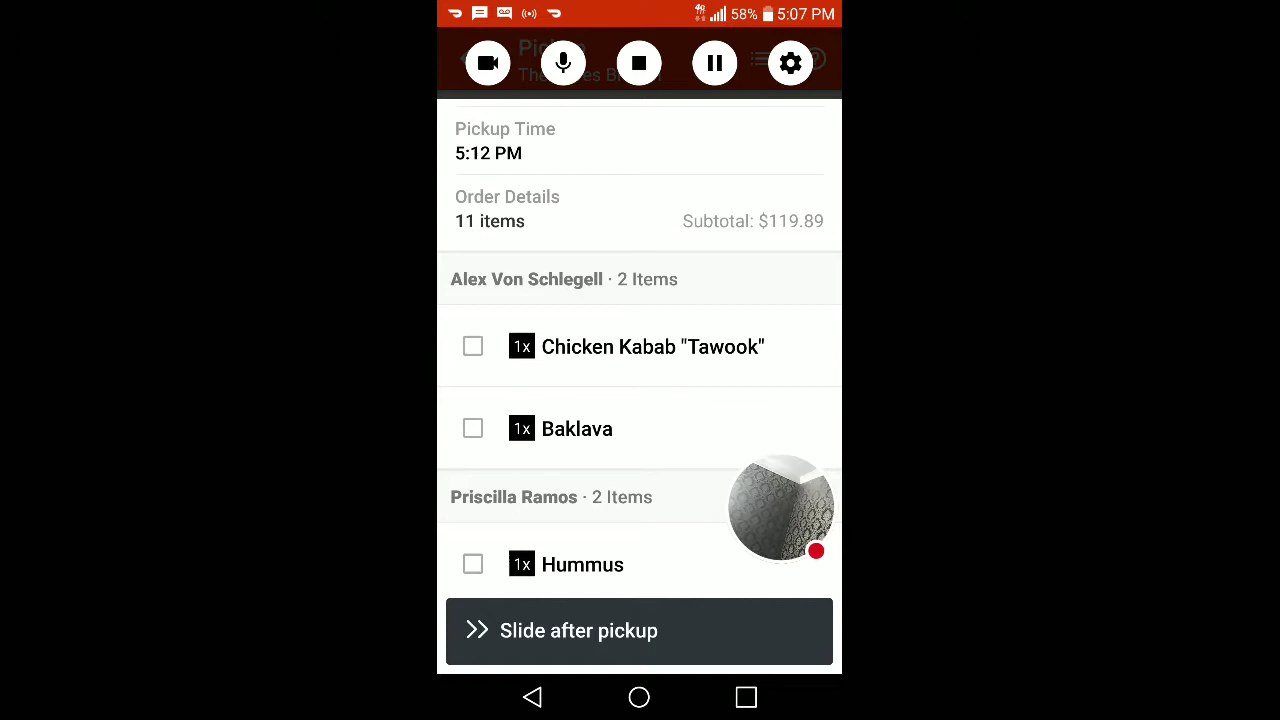 4G 58% 5:07 PM
Pickup Time
5:12 PM
Order Details
11 items Subtotal: $119.89
Alex Von Schlegell · 2 Items
1x Chicken Kabab "Tawook"
1x Baklava
Priscilla Ramos · 2 Items
1x Hummus
Slide after pickup